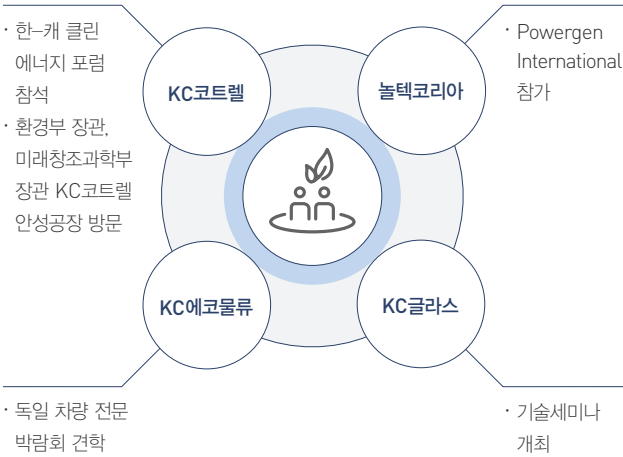 · 한–캐 클린
에너지 포럼
참석
· 환경부 장관,
미래창조과학부
장관 KC코트렐
안성공장 방문
KC코트렐
놀텍코리아
· Powergen
International
참가
KC에코물류
KC글라스
· 독일 차량 전문
박람회 견학
· 기술세미나
개최